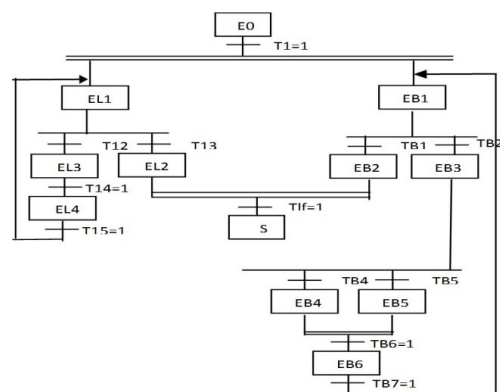 E0
T1=1
EL1
EB1
T12
T13
TB1
TB2
EL3
EL2
EB2
EB3
T14=1
EL4
Tlf=1
T15=1
S
TB4
TB5
EB4
EB5
TB6=1
EB6
TB7=1